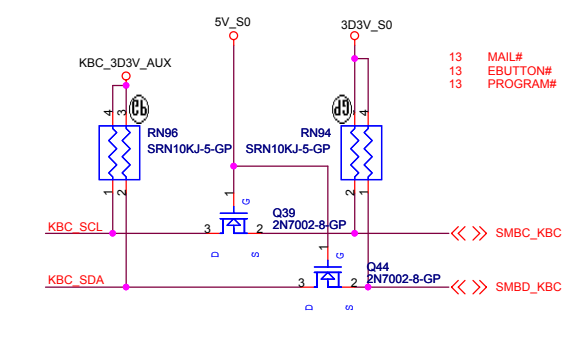 5V_S0
3D3V_S0
KBC_3D3V_AUX
13 MAIL#
13 EBUTTON#
13 PROGRAM#
4 3
3 4
RN96
SRN10KJ-5-GP
RN94
SRN10KJ-5-GP
1 2
2 1
1
G
KBC_SCL
3
2
Q39
2N7002-8-GP
SMBC_KBC
D
S
1
G
KBC_SDA
3
2
Q44
2N7002-8-GP
SMBD_KBC
D
S